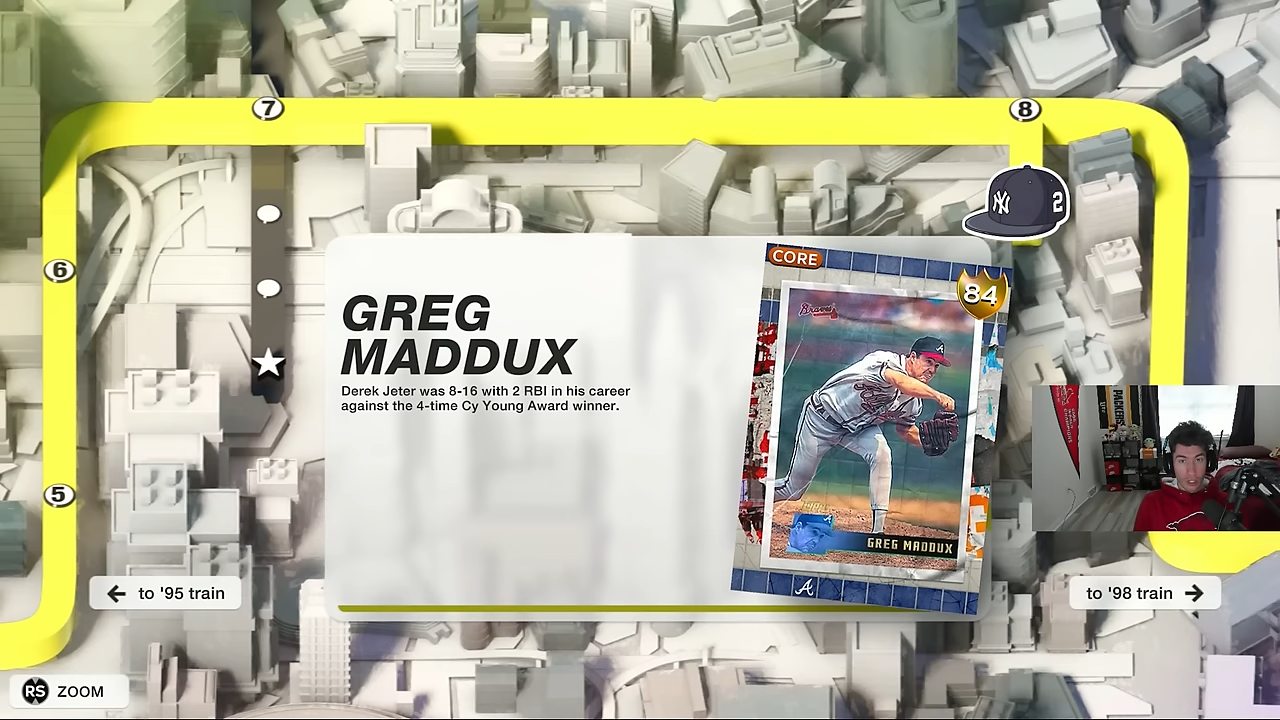 7
8
NY 2
6
CORE
84
Braves
GREG
MADDUX
Derek Jeter was 8-16 with 2 RBI in his career
against the 4-time Cy Young Award winner.
5
GREG MADDUX
A
to '95 train
to '98 train
RS ZOOM